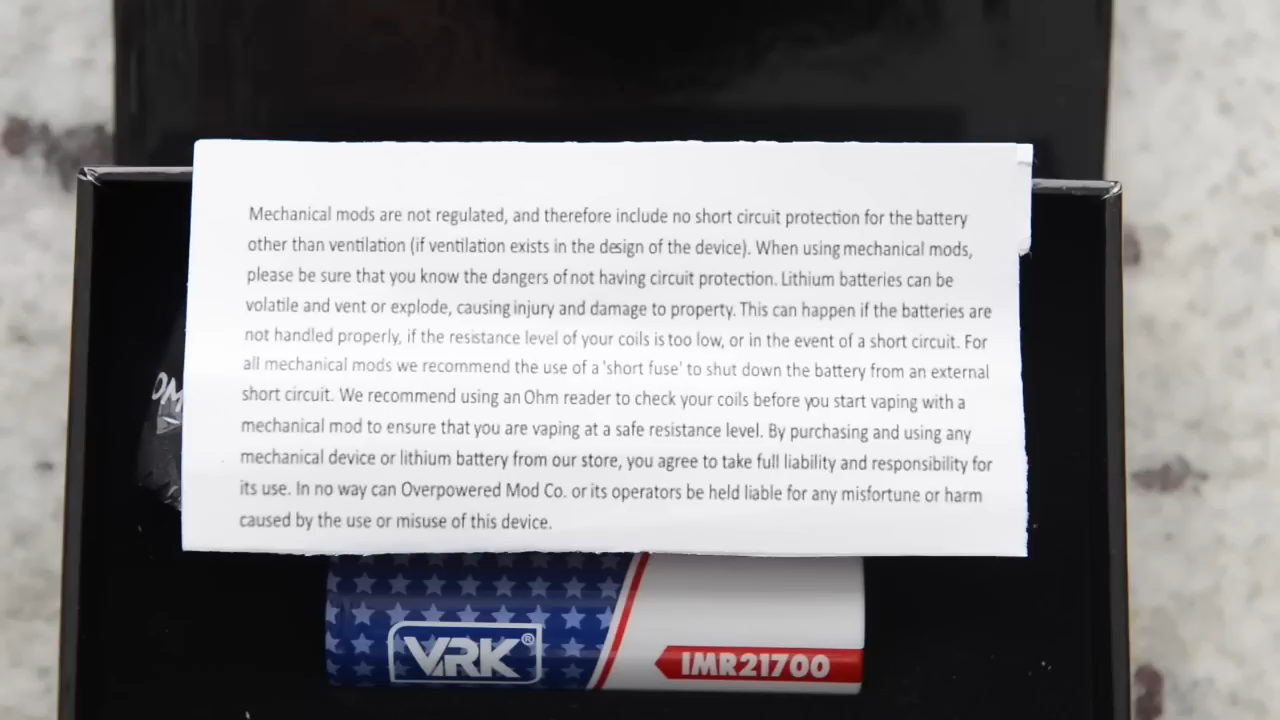 Mechanical mods are not regulated, and therefore include no short circuit protection for the battery
other than ventilation (if ventilation exists in the design of the device). When using mechanical mods,
please be sure that you know the dangers of not having circuit protection. Lithium batteries can be
volatile and vent or explode, causing injury and damage to property. This can happen if the batteries are
not handled properly, if the resistance level of your coils is too low, or in the event of a short circuit. For
all mechanical mods we recommend the use of a 'short fuse' to shut down the battery from an external
short circuit. We recommend using an Ohm reader to check your coils before you start vaping with a
mechanical mod to ensure that you are vaping at a safe resistance level. By purchasing and using any
mechanical device or lithium battery from our store, you agree to take full liability and responsibility for
its use. In no way can Overpowered Mod Co. or its operators be held liable for any misfortune or harm
caused by the use or misuse of this device.
VRK®
IMR21700